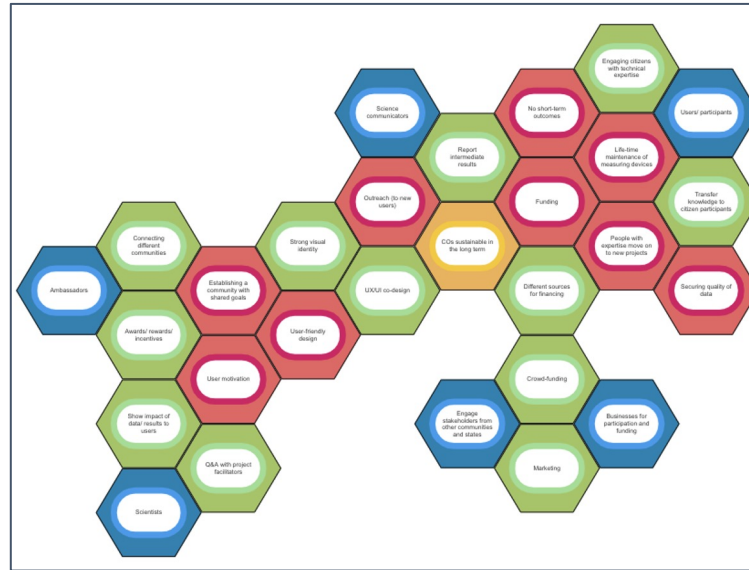 Engaging citizens
with technical
expertise
Science
communicators
No short-term
outcomes
Users/ participants
Report
intermediate
results
Life-time
maintenance of
measuring devices
Outreach (to new
users)
Funding
Transfer
knowledge to
citizen participants
Connecting
different
communities
Strong visual
identity
COs sustainable in
the long term
People with
expertise move on
to new projects
Ambassadors
Establishing a
community with
shared goals
UX/UI co-design
Different sources
for financing
Securing quality of
data
Awards/ rewards/
incentives
User-friendly
design
User motivation
Crowd-funding
Show impact of
data/ results to
users
Engage
stakeholders from
other communities
and states
Businesses for
participation and
funding
Q&A with project
facilitators
Marketing
Scientists